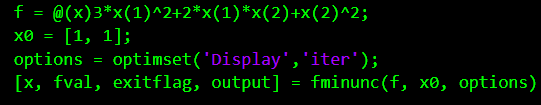 f = @(x)3*x(1)^2+2*x(1)*x(2)+x(2)^2;
x0 = [1, 1];
options = optimset('Display','iter');
[x, fval, exitflag, output] = fminunc(f, x0, options)